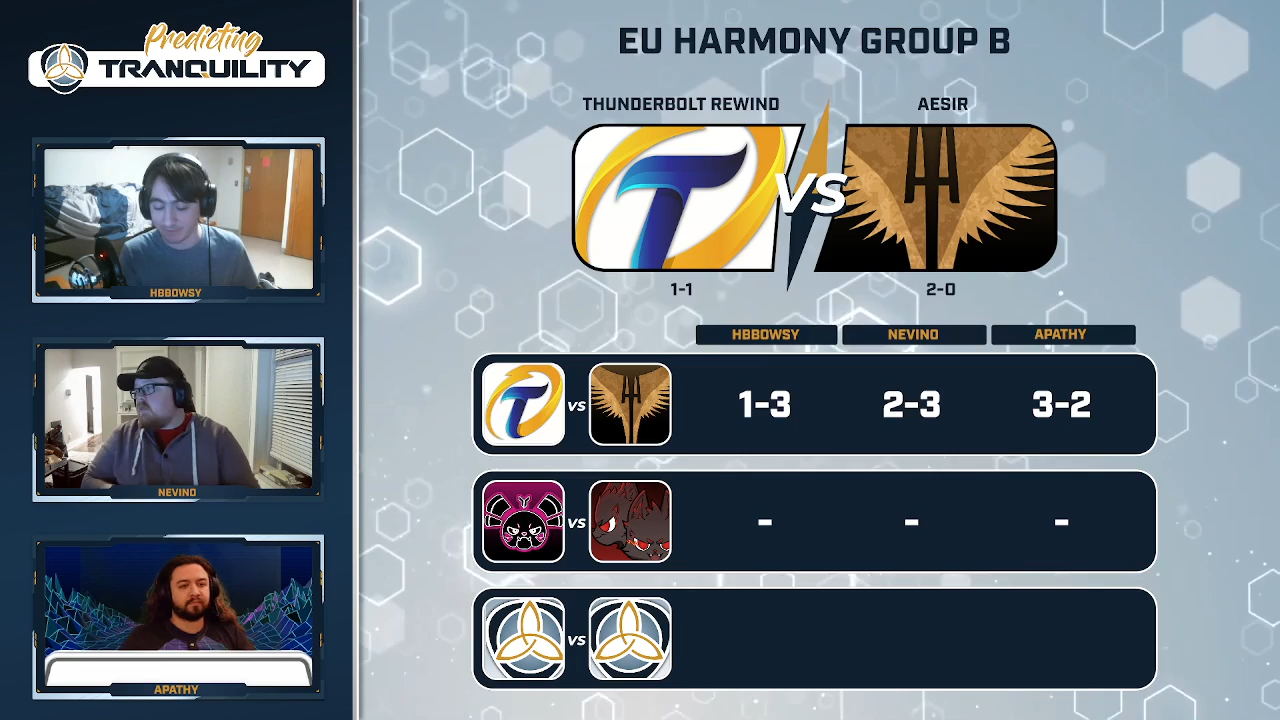 Predicting
TRANQUILITY
HBBOWSY
NEVINO
APATHY
EU HARMONY GROUP B
THUNDERBOLT REWIND
AESIR
T
VS
1-1
2-0
HBBOWSY
NEVINO
APATHY
VS
1-3
2-3
3-2
VS
-
-
-
VS